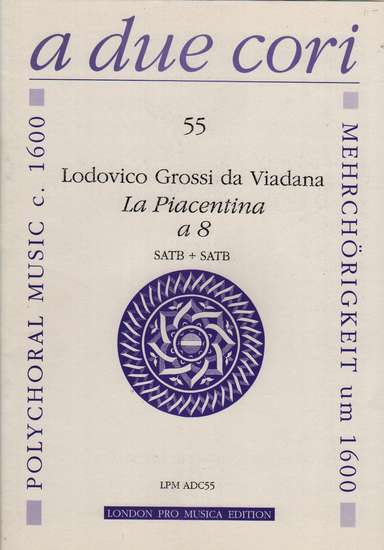 a due cori
55
Lodovico Grossi da Viadana
La Piacentina
a 8
SATB + SATB
LPM ADC55
LONDON PRO MUSICA EDITION
POLYCHORAL MUSIC c. 1600
MEHRCHÖRIGKEIT um 1600